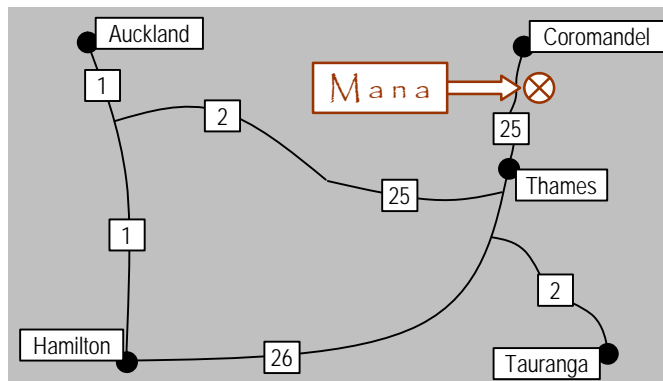 Auckland
Coromandel
1
Mana
2
25
Thames
25
1
2
Hamilton
26
Tauranga